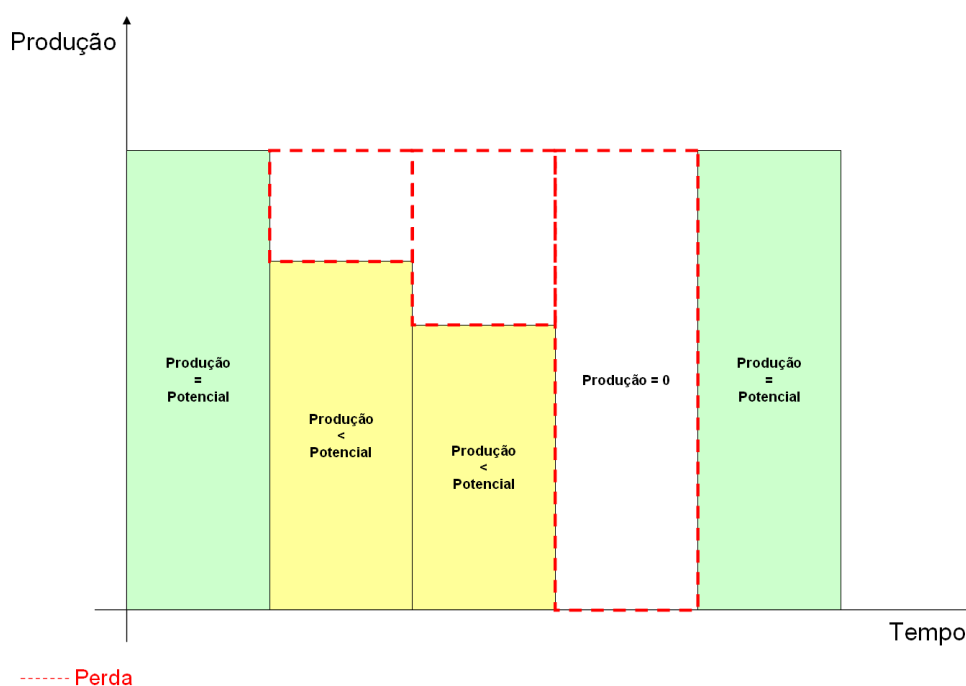 Produção
Produção
=
Potencial
Produção
<
Potencial
Produção
<
Potencial
Produção = 0
Produção
=
Potencial
Tempo
Perda